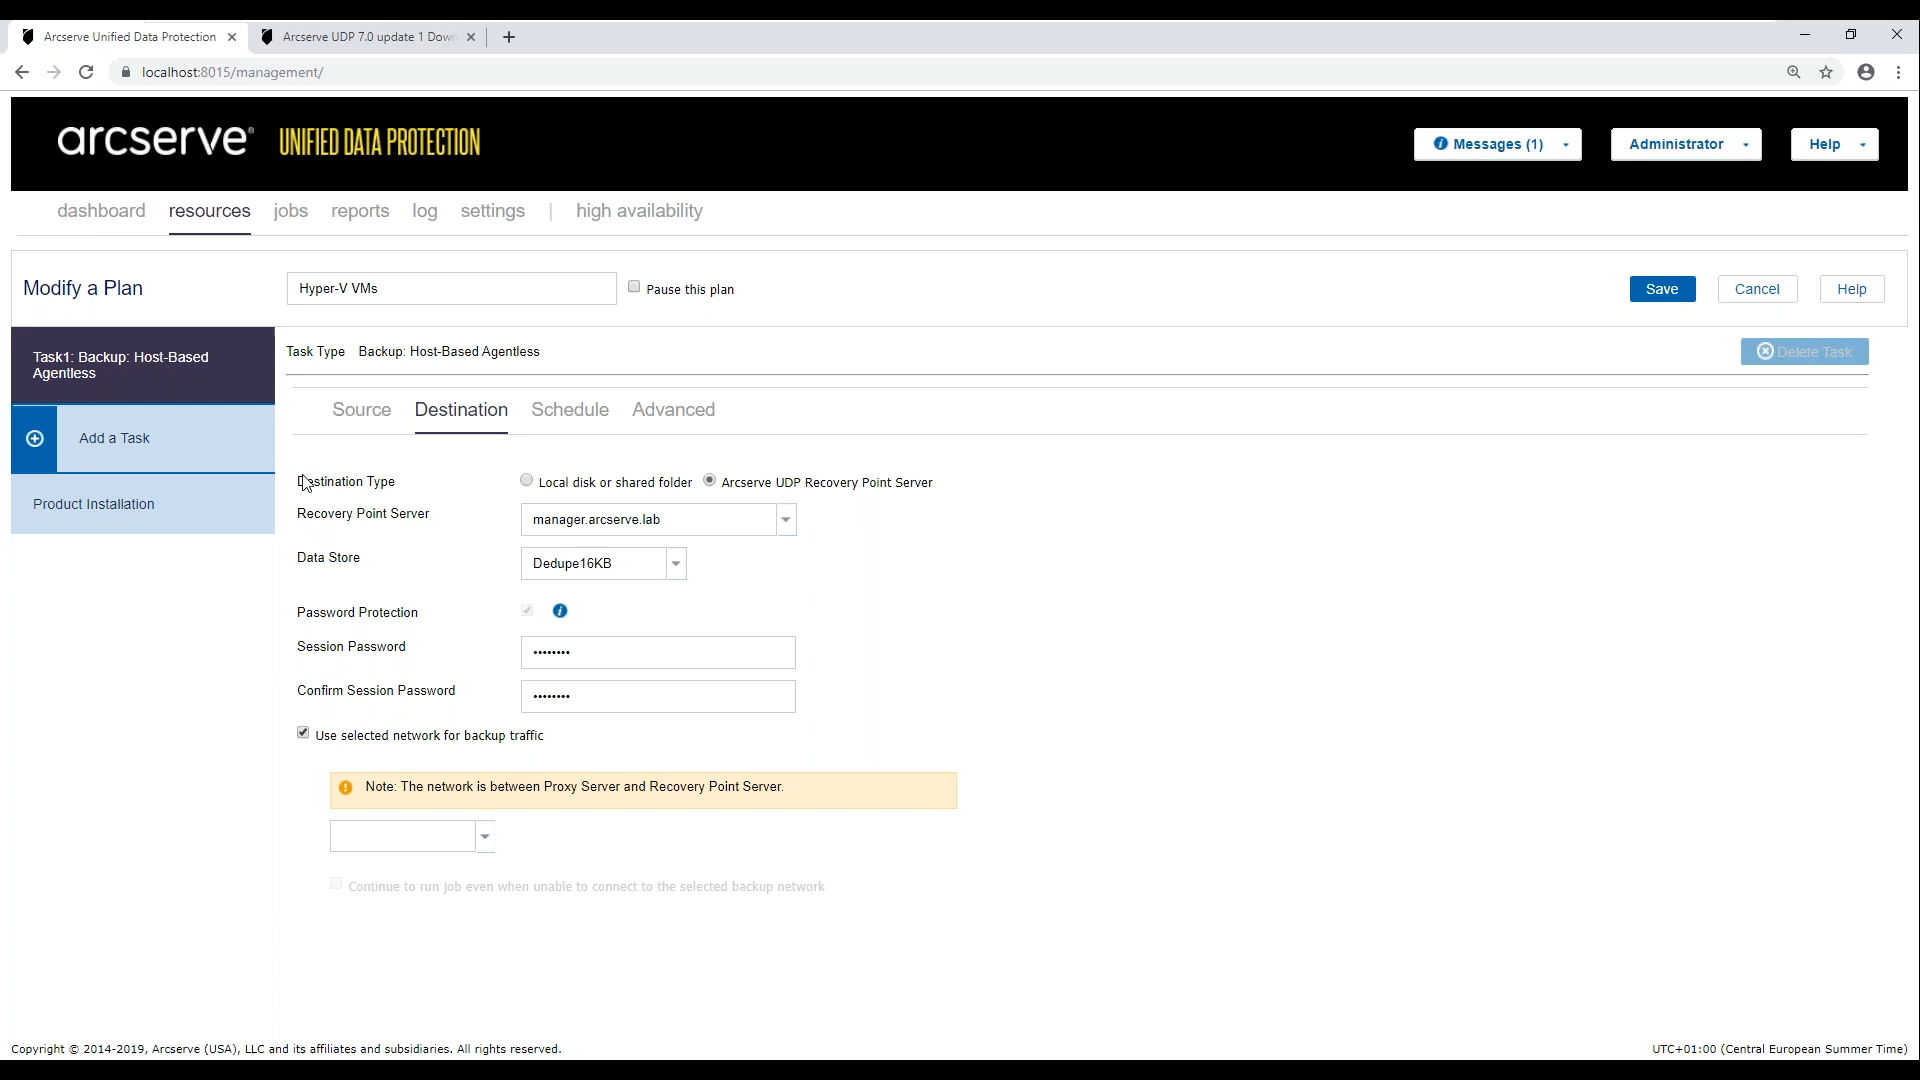 Arcserve Unified Data Protection
Arcserve UDP 7.0 update 1 Down
localhost:8015/management/
arcserve® UNIFIED DATA PROTECTION
Messages (1)
Administrator
Help
dashboard resources jobs reports log settings | high availability
Modify a Plan
Hyper-V VMs
Pause this plan
Save
Cancel
Help
Task1: Backup: Host-Based
Agentless
Add a Task
Product Installation
Task Type Backup: Host-Based Agentless
Delete Task
Source Destination Schedule Advanced
Destination Type
Local disk or shared folder
Arcserve UDP Recovery Point Server
Recovery Point Server
manager.arcserve.lab
Data Store
Dedupe16KB
Password Protection
Session Password
••••••••
Confirm Session Password
••••••••
Use selected network for backup traffic
Note: The network is between Proxy Server and Recovery Point Server.
Continue to run job even when unable to connect to the selected backup network
Copyright © 2014-2019, Arcserve (USA), LLC and its affiliates and subsidiaries. All rights reserved.
UTC+01:00 (Central European Summer Time)